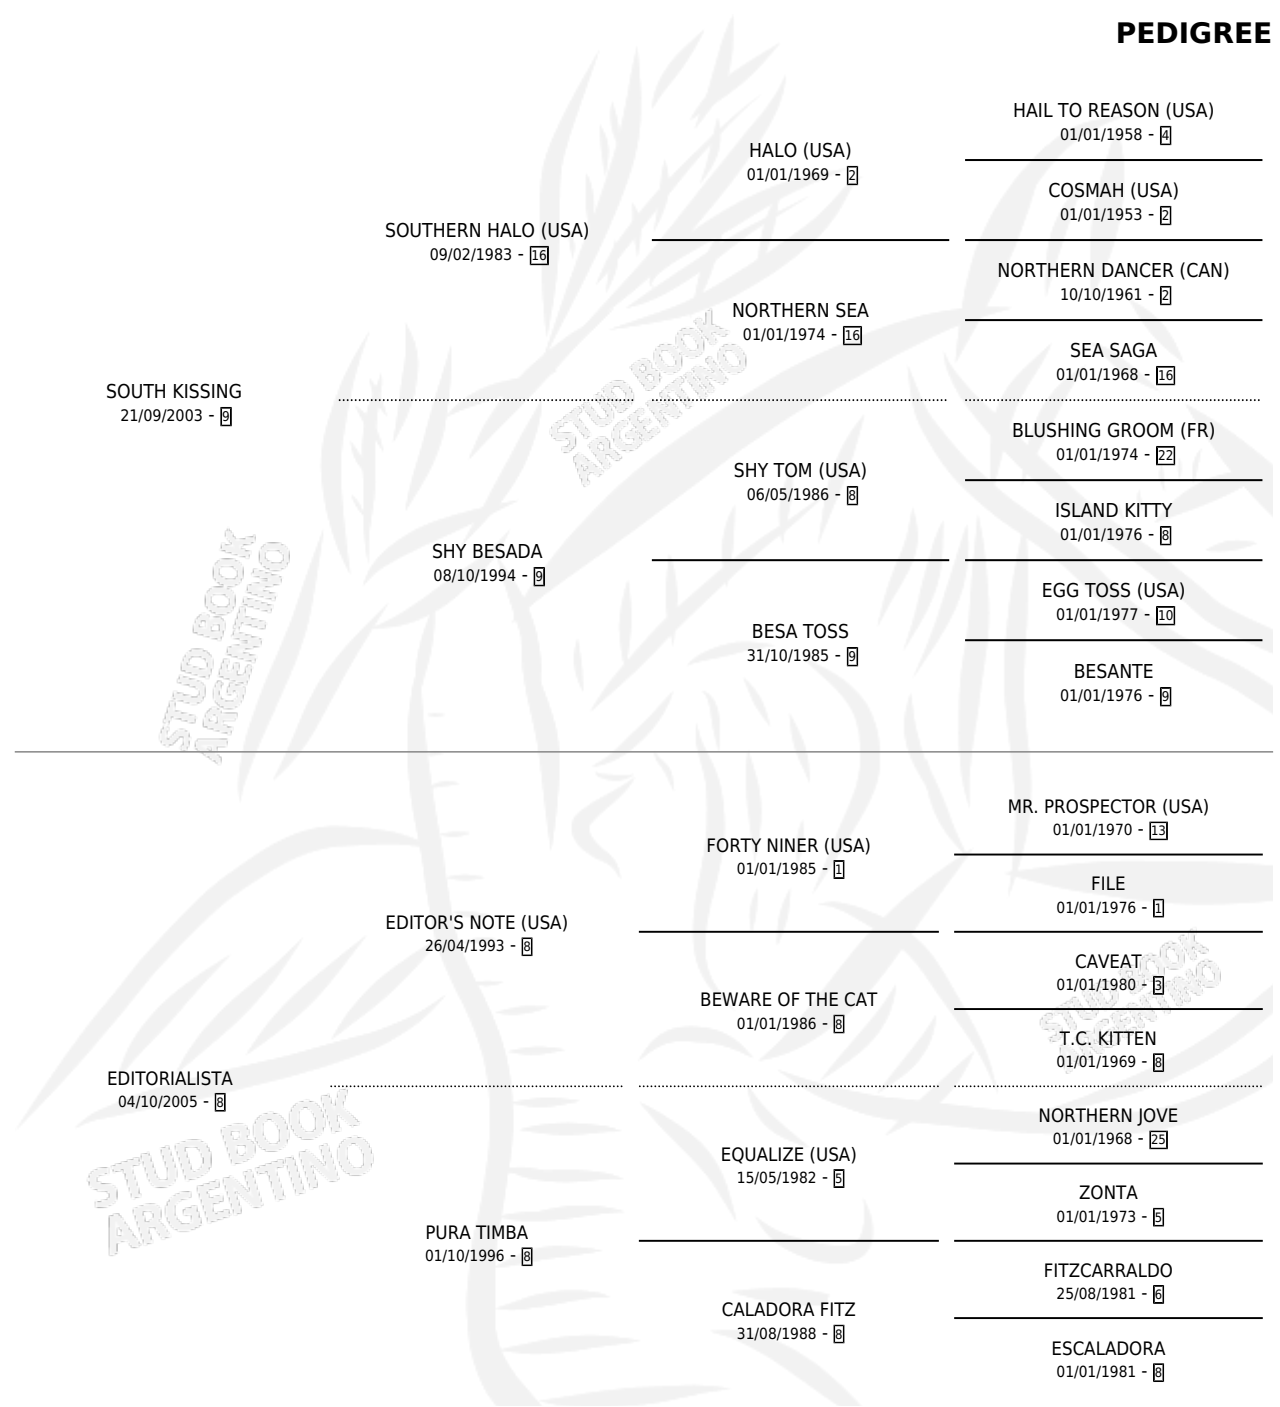 PEDIGREE
HAIL TO REASON (USA)
01/01/1958 - 4
HALO (USA)
01/01/1969 - 2
COSMAH (USA)
01/01/1953 - 2
SOUTHERN HALO (USA)
09/02/1983 - 16
NORTHERN DANCER (CAN)
10/10/1961 - 2
NORTHERN SEA
01/01/1974 - 16
SEA SAGA
01/01/1968 - 16
SOUTH KISSING
21/09/2003 - 9
STUD BOOK
ARGENTINO
BLUSHING GROOM (FR)
01/01/1974 - 22
SHY TOM (USA)
06/05/1986 - 8
ISLAND KITTY
01/01/1976 - 8
SHY BESADA
08/10/1994 - 9
EGG TOSS (USA)
01/01/1977 - 10
BESA TOSS
31/10/1985 - 9
BESANTE
01/01/1976 - 9
STUD BOOK
ARGENTINO
MR. PROSPECTOR (USA)
01/01/1970 - 13
FORTY NINER (USA)
01/01/1985 - 1
FILE
01/01/1976 - 1
EDITOR'S NOTE (USA)
26/04/1993 - 8
CAVEAT
01/01/1980 - 3
BEWARE OF THE CAT
01/01/1986 - 8
STUD BOOK
ARGENTINO
T.C. KITTEN
01/01/1969 - 8
EDITORIALISTA
04/10/2005 - 8
STUD BOOK
ARGENTINO
NORTHERN JOVE
01/01/1968 - 25
EQUALIZE (USA)
15/05/1982 - 5
ZONTA
01/01/1973 - 5
PURA TIMBA
01/10/1996 - 8
FITZCARRALDO
25/08/1981 - 6
CALADORA FITZ
31/08/1988 - 8
ESCALADORA
01/01/1981 - 8